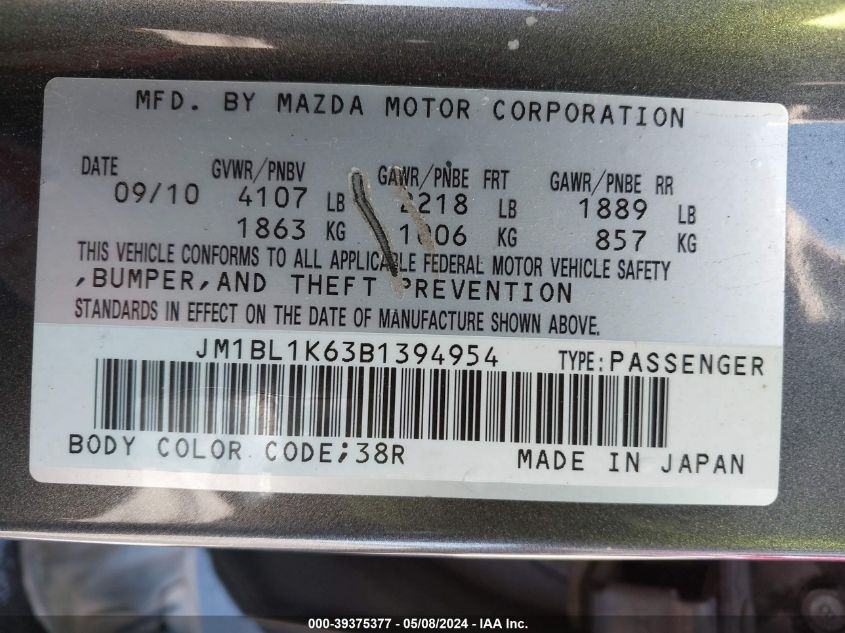 MFD. BY MAZDA MOTOR CORPORATION
DATE GVWR/PNBV GAWR/PNBE FRT GAWR/PNBE RR
09/10 4107 LB 2218 LB 1889 LB
1863 KG 1006 KG 857 KG
THIS VEHICLE CONFORMS TO ALL APPLICABLE FEDERAL MOTOR VEHICLE SAFETY
,BUMPER,AND THEFT PREVENTION
STANDARDS IN EFFECT ON THE DATE OF MANUFACTURE SHOWN ABOVE.
JM1BL1K63B1394954 TYPE:PASSENGER
BODY COLOR CODE;38R MADE IN JAPAN
000-39375377 - 05/08/2024 - IAA Inc.